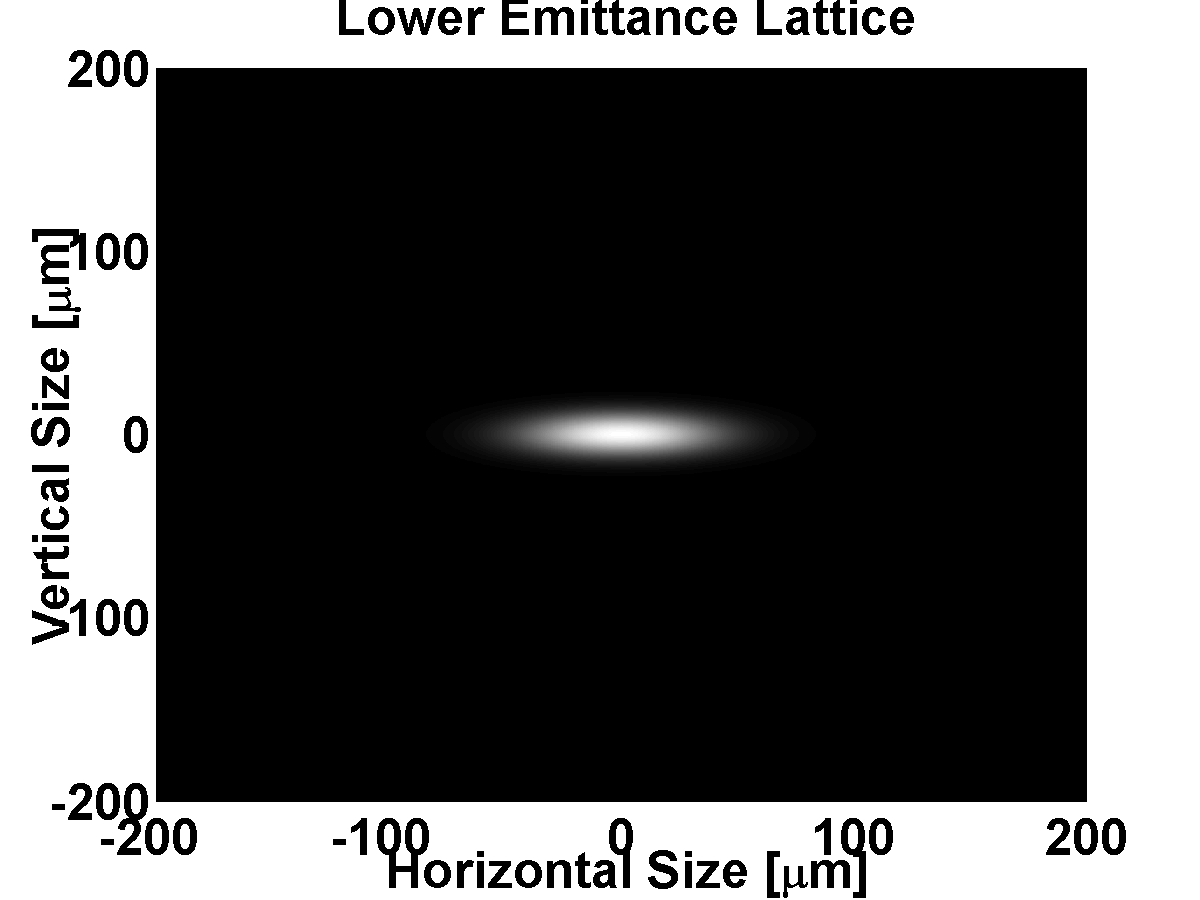 Lower Emittance Lattice
200
100
0
-100
-200
Vertical Size [μm]
-200 -100 0 100 200
Horizontal Size [μm]